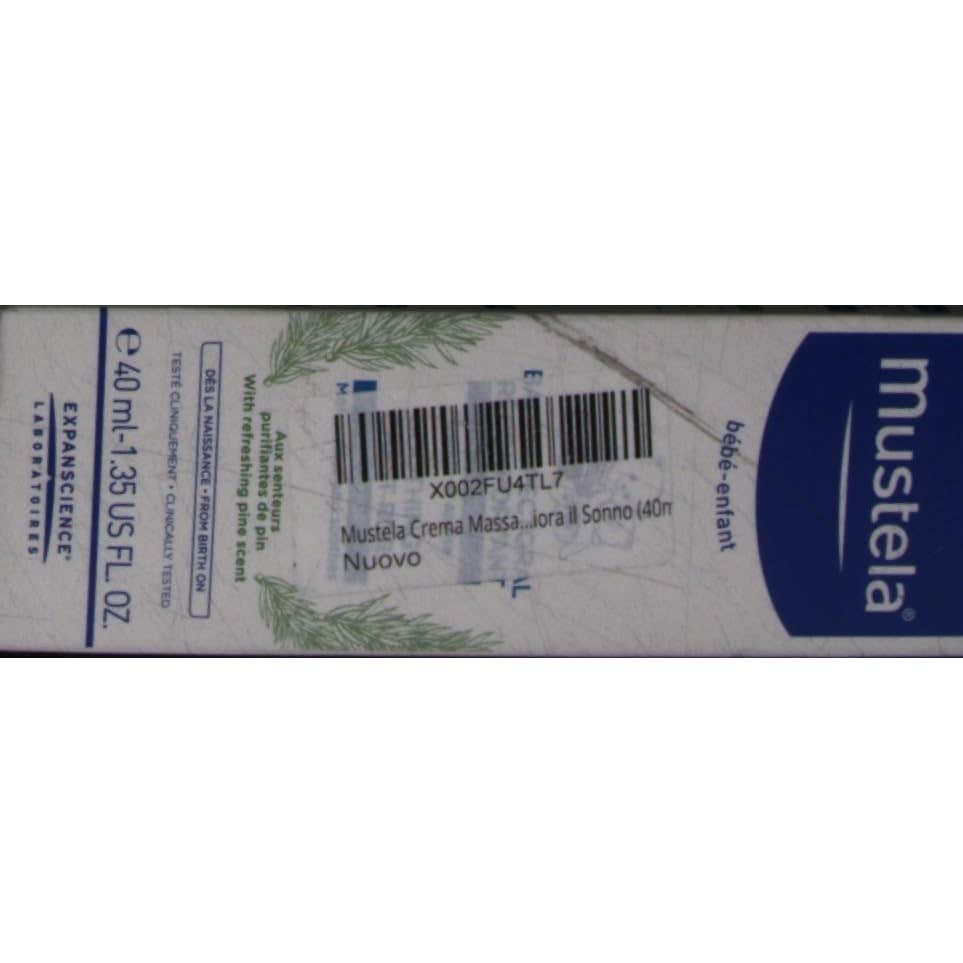 mustela®
bébé-enfant
X002FU4TL7
Mustela Crema Massa...iora Il Sonno (40m
Nuovo
Aux senteurs
purifiantes de pin
With refreshing pine scent
DÈS LA NAISSANCE • FROM BIRTH ON
TESTÉ CLINIQUEMENT • CLINICALLY TESTED
e 40 ml-1.35 US FL. OZ.
EXPANSCIENCE®
LABORATOIRES